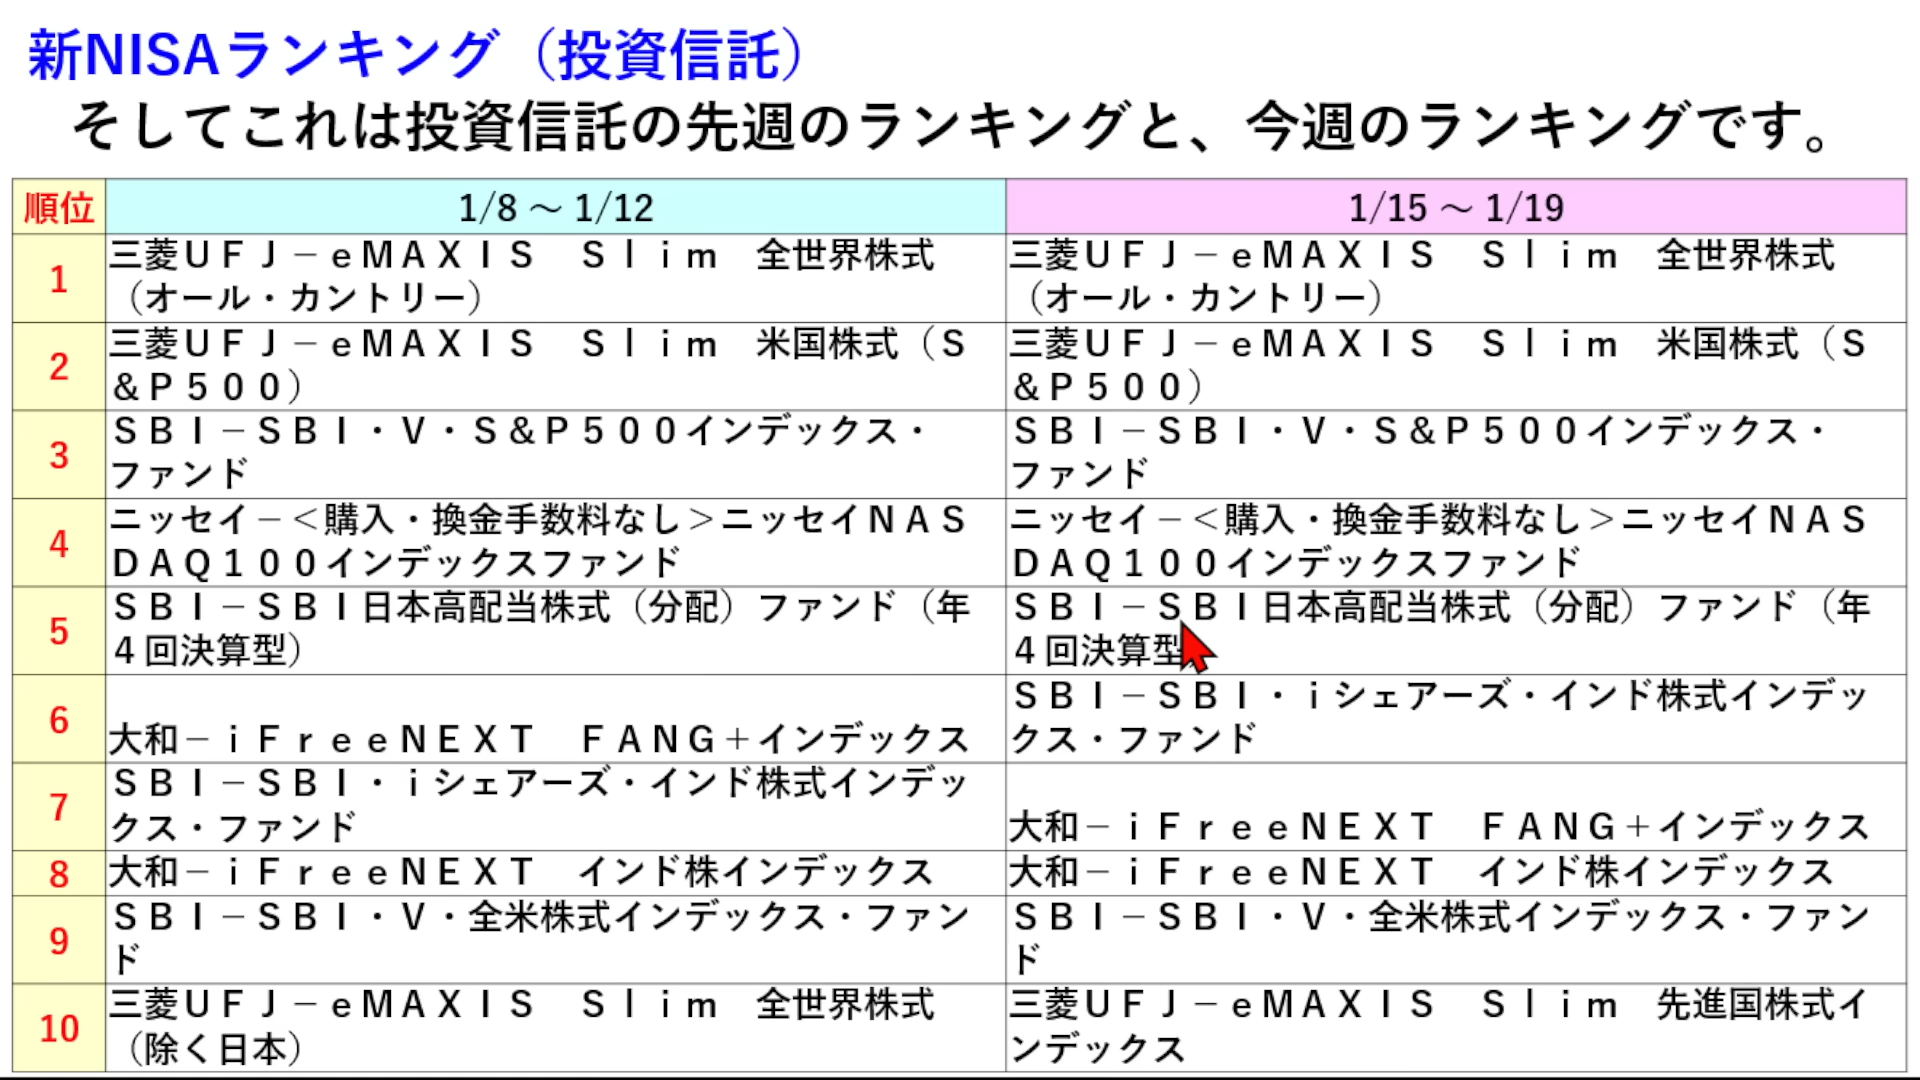 新NISAランキング（投資信託）
そしてこれは投資信託の先週のランキングと、今週のランキングです。
順位
1/8 ～ 1/12
1/15 ～ 1/19
1
三菱ＵＦＪ－ｅＭＡＸＩＳ　Ｓｌｉｍ　全世界株式
（オール・カントリー）
三菱ＵＦＪ－ｅＭＡＸＩＳ　Ｓｌｉｍ　全世界株式
（オール・カントリー）
2
三菱ＵＦＪ－ｅＭＡＸＩＳ　Ｓｌｉｍ　米国株式（Ｓ
＆Ｐ５００）
三菱ＵＦＪ－ｅＭＡＸＩＳ　Ｓｌｉｍ　米国株式（Ｓ
＆Ｐ５００）
3
ＳＢＩ－ＳＢＩ・Ｖ・Ｓ＆Ｐ５００インデックス・
ファンド
ＳＢＩ－ＳＢＩ・Ｖ・Ｓ＆Ｐ５００インデックス・
ファンド
4
ニッセイ－＜購入・換金手数料なし＞ニッセイＮＡＳ
ＤＡＱ１００インデックスファンド
ニッセイ－＜購入・換金手数料なし＞ニッセイＮＡＳ
ＤＡＱ１００インデックスファンド
5
ＳＢＩ－ＳＢＩ日本高配当株式（分配）ファンド（年
４回決算型）
ＳＢＩ－ＳＢＩ日本高配当株式（分配）ファンド（年
４回決算型）
6
大和－ｉＦｒｅｅＮＥＸＴ　ＦＡＮＧ＋インデックス
ＳＢＩ－ＳＢＩ・ｉシェアーズ・インド株式インデッ
クス・ファンド
7
ＳＢＩ－ＳＢＩ・ｉシェアーズ・インド株式インデッ
クス・ファンド
大和－ｉＦｒｅｅＮＥＸＴ　ＦＡＮＧ＋インデックス
8
大和－ｉＦｒｅｅＮＥＸＴ　インド株インデックス
大和－ｉＦｒｅｅＮＥＸＴ　インド株インデックス
9
ＳＢＩ－ＳＢＩ・Ｖ・全米株式インデックス・ファン
ド
ＳＢＩ－ＳＢＩ・Ｖ・全米株式インデックス・ファン
ド
10
三菱ＵＦＪ－ｅＭＡＸＩＳ　Ｓｌｉｍ　全世界株式
（除く日本）
三菱ＵＦＪ－ｅＭＡＸＩＳ　Ｓｌｉｍ　先進国株式イ
ンデックス